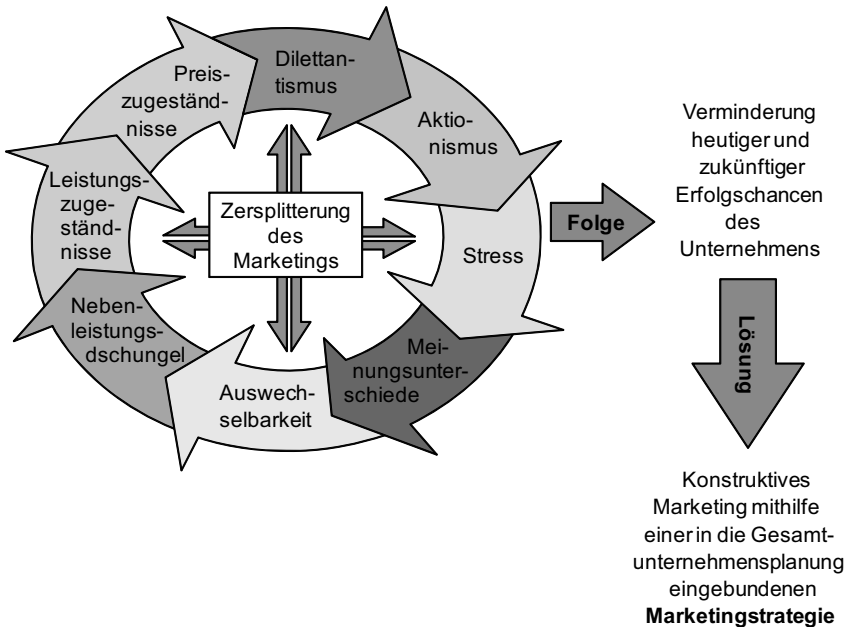 Dilettan-
tismus
Aktio-
nismus
Stress
Mei-
nungsunter-
schiede
Auswech-
selbarkeit
Neben-
leistungs-
dschungel
Leistungs-
zuge-
ständ-
nisse
Preis-
zugeständ-
nisse
Zersplitterung
des
Marketings
Folge
Verminderung
heutiger und
zukünftiger
Erfolgschancen
des
Unternehmens
Lösung
Konstruktives
Marketing mithilfe
einer in die Gesamt-
unternehmensplanung
eingebundenen
Marketingstrategie